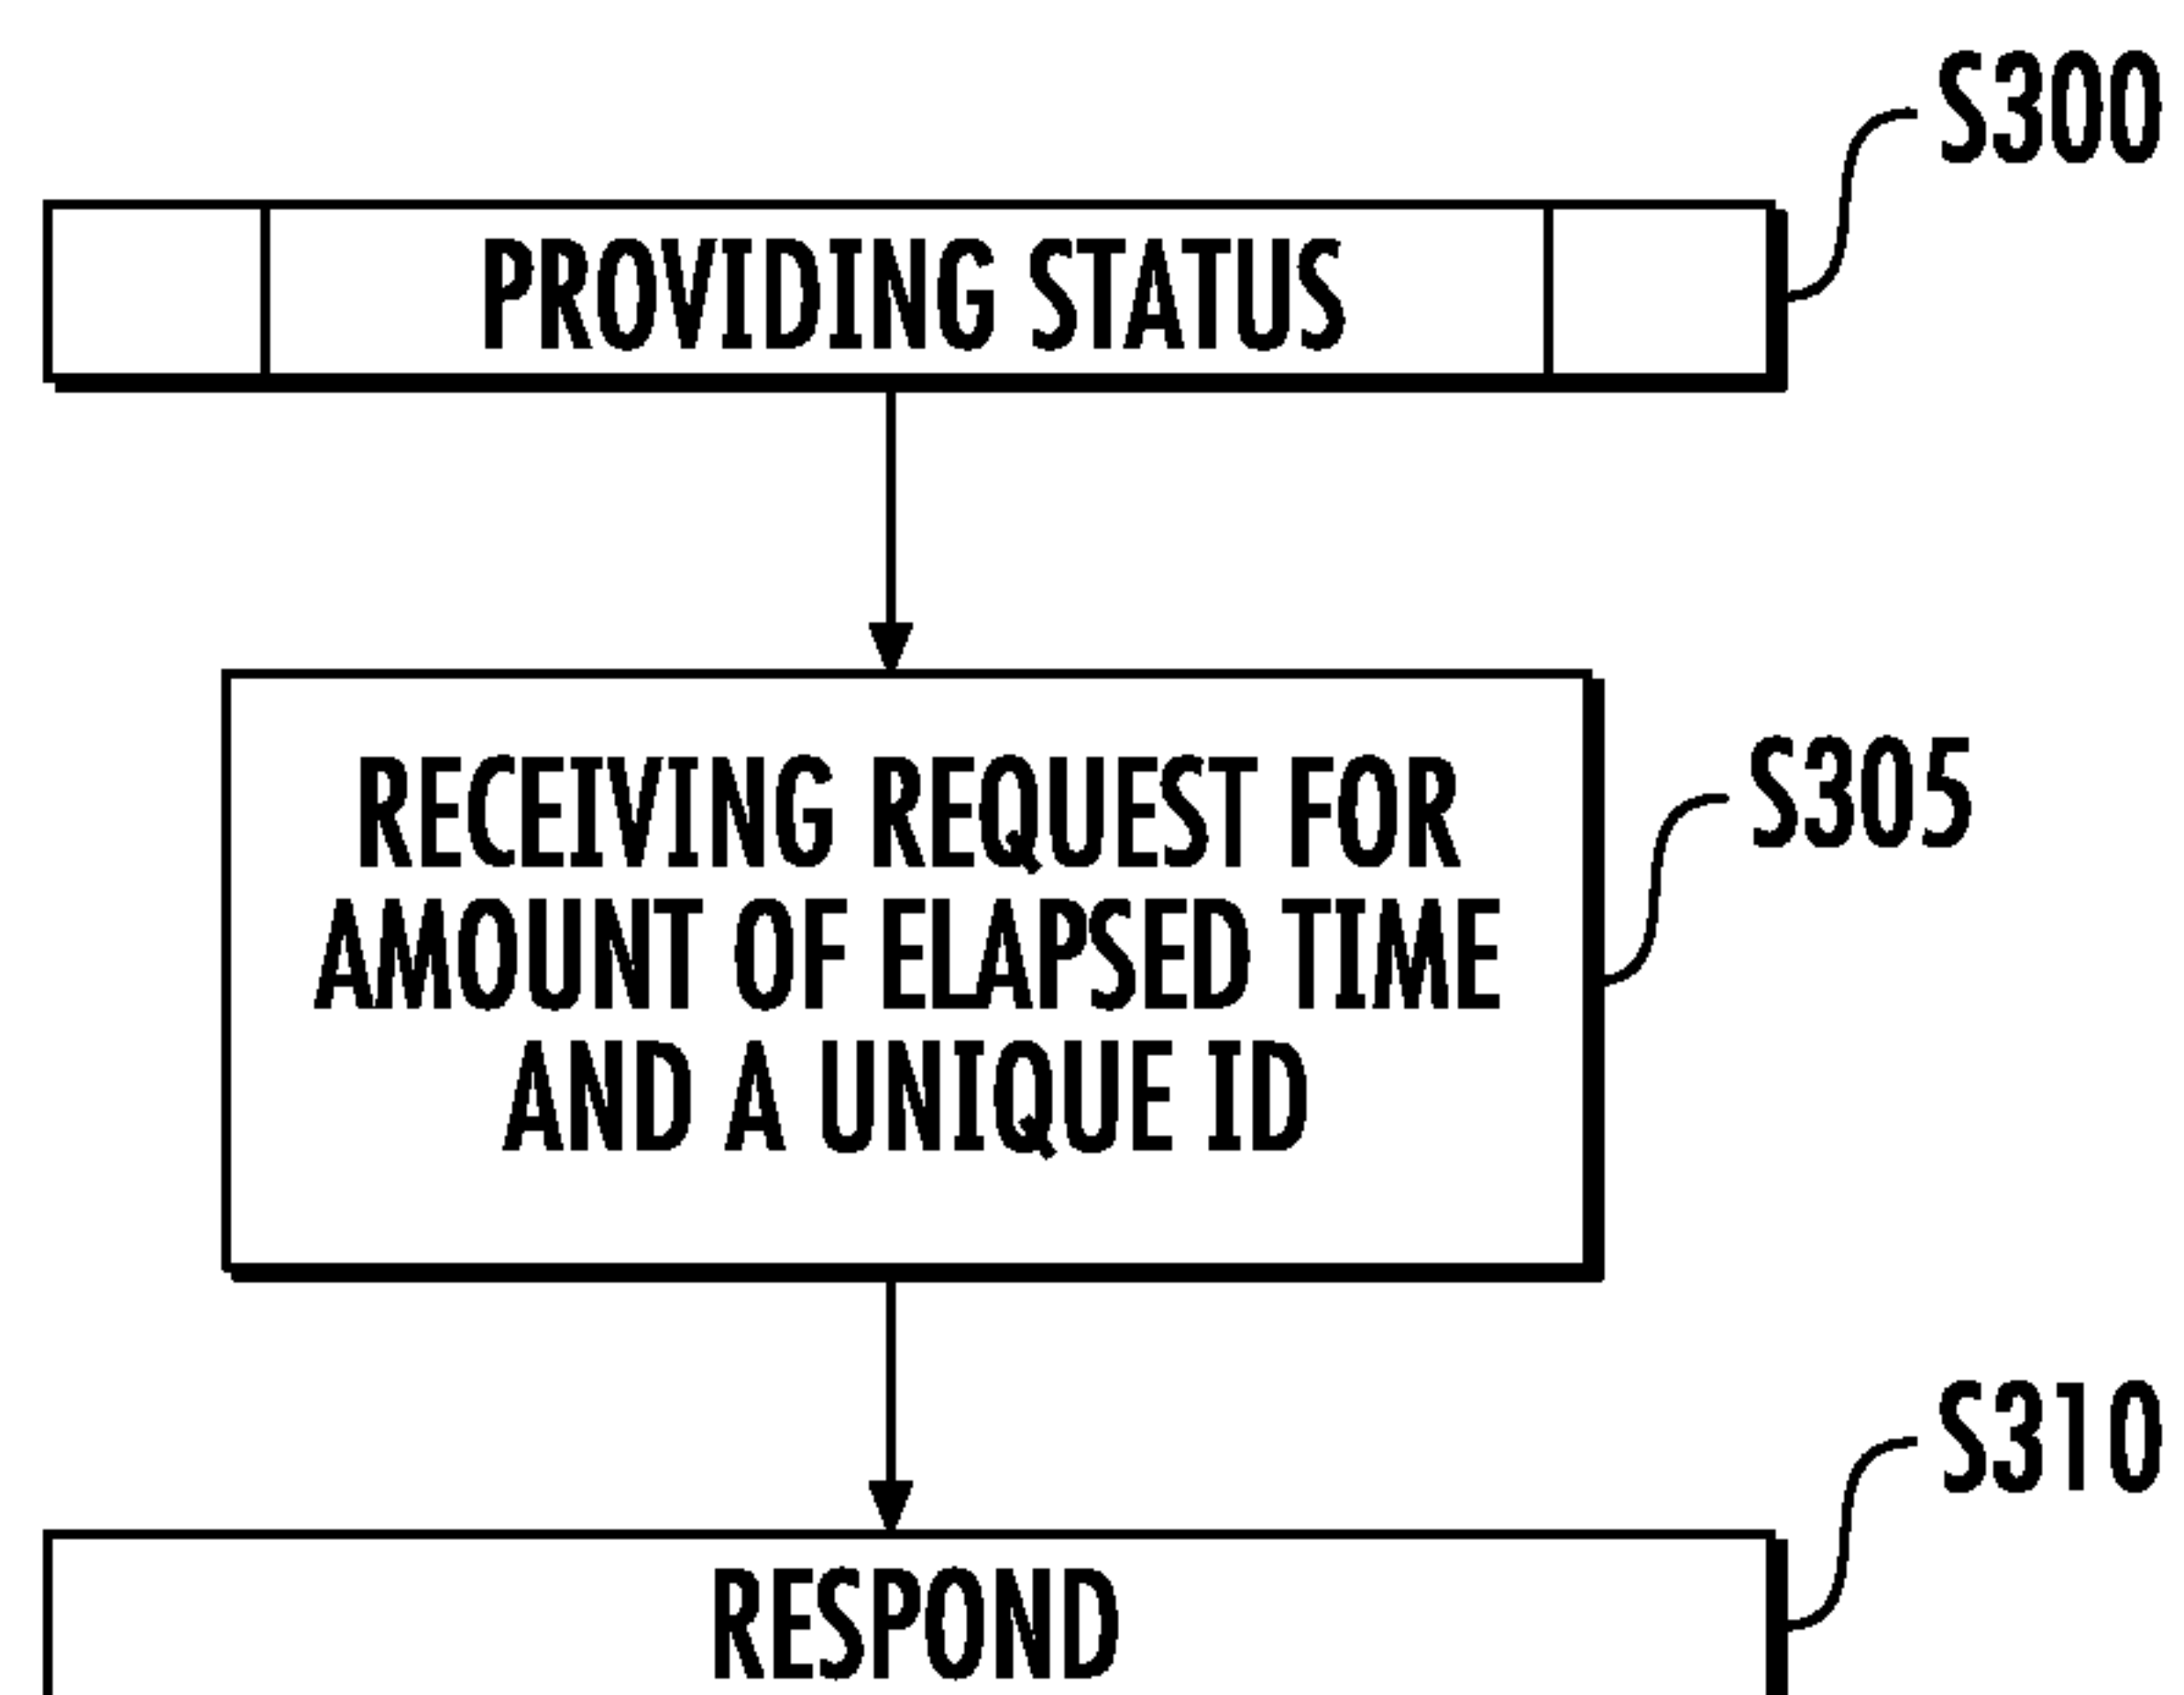 S300
PROVIDING STATUS
RECEIVING REQUEST FOR
AMOUNT OF ELAPSED TIME
AND A UNIQUE ID
S305
S310
RESPOND